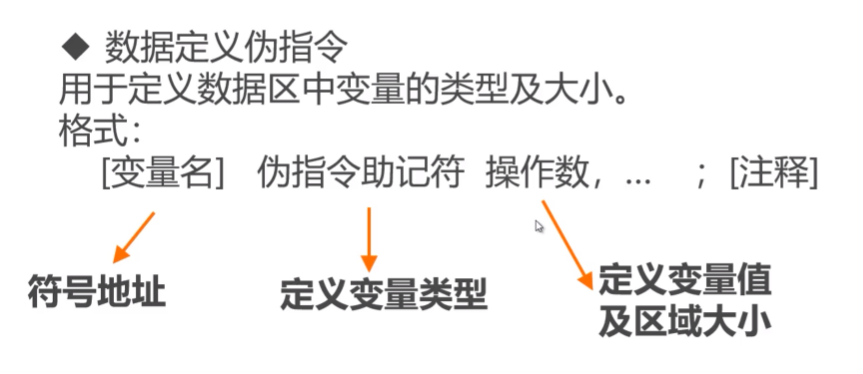 ◆ 数据定义伪指令
用于定义数据区中变量的类型及大小。
格式：
[变量名] 伪指令助记符 操作数，... ；[注释]
符号地址
定义变量类型
定义变量值
及区域大小